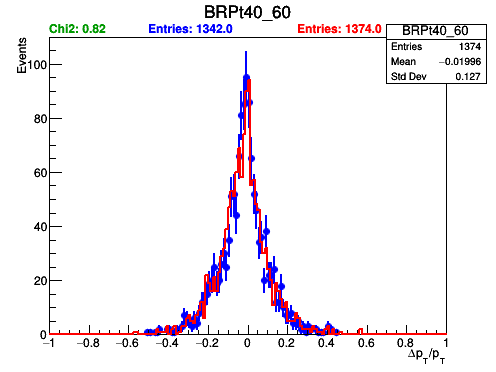 BRPt40_60
Chi2: 0.82 Entries: 1342.0 Entries: 1374.0
BRPt40_60
Entries 1374
Mean −0.01996
Std Dev 0.127
Events
100
80
60
40
20
0
−1 −0.8 −0.6 −0.4 −0.2 0 0.2 0.4 0.6 0.8 1
Δp_T/p_T